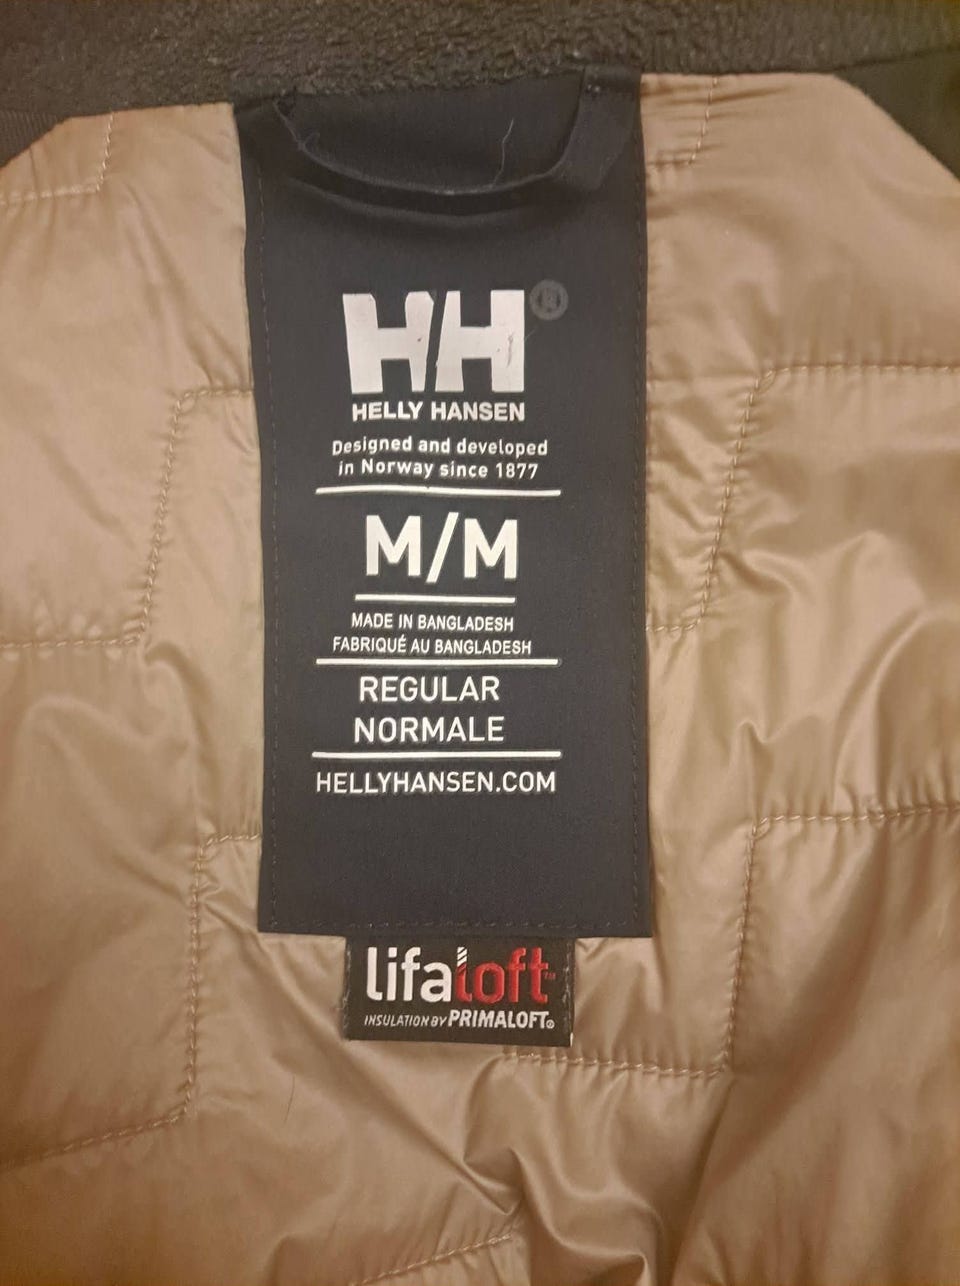 HH®
HELLY HANSEN
Designed and developed
in Norway since 1877
M/M
MADE IN BANGLADESH
FABRIQUÉ AU BANGLADESH
REGULAR
NORMALE
HELLYHANSEN.COM
lifaloft™
INSULATION BY PRIMALOFT®